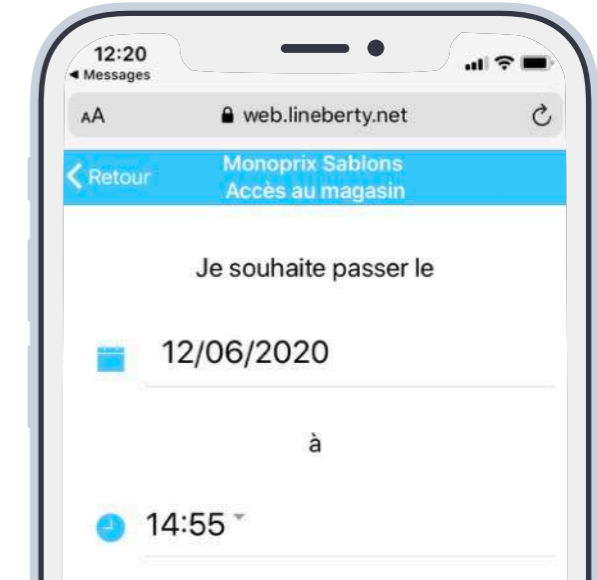 12:20
◀ Messages
AA
web.lineberty.net
Retour
Monoprix Sablons
Accès au magasin
Je souhaite passer le
12/06/2020
à
14:55